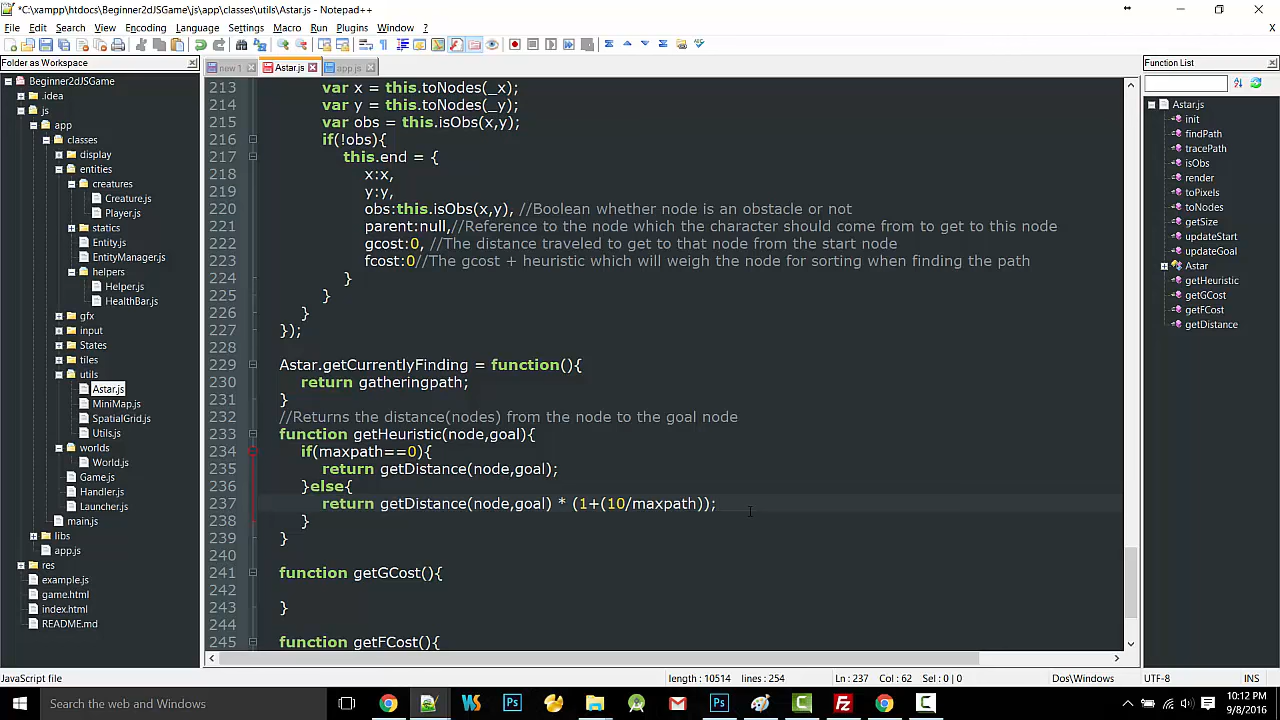 *C:\xampp\htdocs\Beginner2dJSGame\js\app\classes\utils\Astar.js - Notepad++
File Edit Search View Encoding Language Settings Macro Run Plugins Window ?
Folder as Workspace
new 1 Astar.js app.js
Function List
Beginner2dJSGame
.idea
js
app
classes
display
entities
creatures
Creature.js
Player.js
statics
Entity.js
EntityManager.js
helpers
Helper.js
HealthBar.js
gfx
input
States
tiles
utils
Astar.js
MiniMap.js
SpatialGrid.js
Utils.js
worlds
World.js
Game.js
Handler.js
Launcher.js
main.js
libs
app.js
res
example.js
game.html
index.html
README.md
213 var x = this.toNodes(_x);
214 var y = this.toNodes(_y);
215 var obs = this.isObs(x,y);
216 if(!obs){
217 this.end = {
218 x:x,
219 y:y,
220 obs:this.isObs(x,y), //Boolean whether node is an obstacle or not
221 parent:null,//Reference to the node which the character should come from to get to this node
222 gcost:0, //The distance traveled to get to that node from the start node
223 fcost:0//The gcost + heuristic which will weigh the node for sorting when finding the path
224 }
225 }
226 }
227 });
228
229 Astar.getCurrentlyFinding = function(){
230 return gatheringpath;
231 }
232 //Returns the distance(nodes) from the node to the goal node
233 function getHeuristic(node,goal){
234 if(maxpath==0){
235 return getDistance(node,goal);
236 }else{
237 return getDistance(node,goal) * (1+(10/maxpath));
238 }
239 }
240
241 function getGCost(){
242
243 }
244
245 function getFCost(){
Astar.js
init
findPath
tracePath
isObs
render
toPixels
toNodes
getSize
updateStart
updateGoal
Astar
getHeuristic
getGCost
getFCost
getDistance
JavaScript file length : 10514 lines : 254 Ln : 237 Col : 62 Sel : 0 | 0 Dos\Windows UTF-8 INS
Search the web and Windows
10:12 PM
9/8/2016